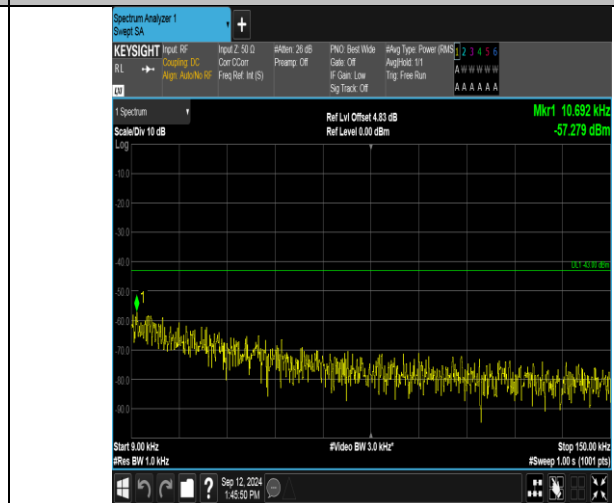 Spectrum Analyzer 1
Swept SA
+
KEYSIGHT
RL
Input: RF
Coupling: DC
Align: Auto/No RF
Input Z: 50 Ω
Corr CCorr
Freq Ref: Int (S)
#Atten: 26 dB
Preamp: Off
PNO: Best Wide
Gate: Off
IF Gain: Low
Sig Track: Off
#Avg Type: Power (RMS
Avg|Hold: 1/1
Trig: Free Run
1 2 3 4 5 6
A W W W W W
A A A A A A
1 Spectrum
Scale/Div 10 dB
Log
Ref Lvl Offset 4.83 dB
Ref Level 0.00 dBm
Mkr1 10.692 kHz
-57.279 dBm
-10.0
-20.0
-30.0
-40.0
-50.0
-60.0
-70.0
-80.0
-90.0
DL1 -43.00 dBm
1
Start 9.00 kHz
#Res BW 1.0 kHz
#Video BW 3.0 kHz*
Stop 150.00 kHz
#Sweep 1.00 s (1001 pts)
?
Sep 12, 2024
1:45:50 PM